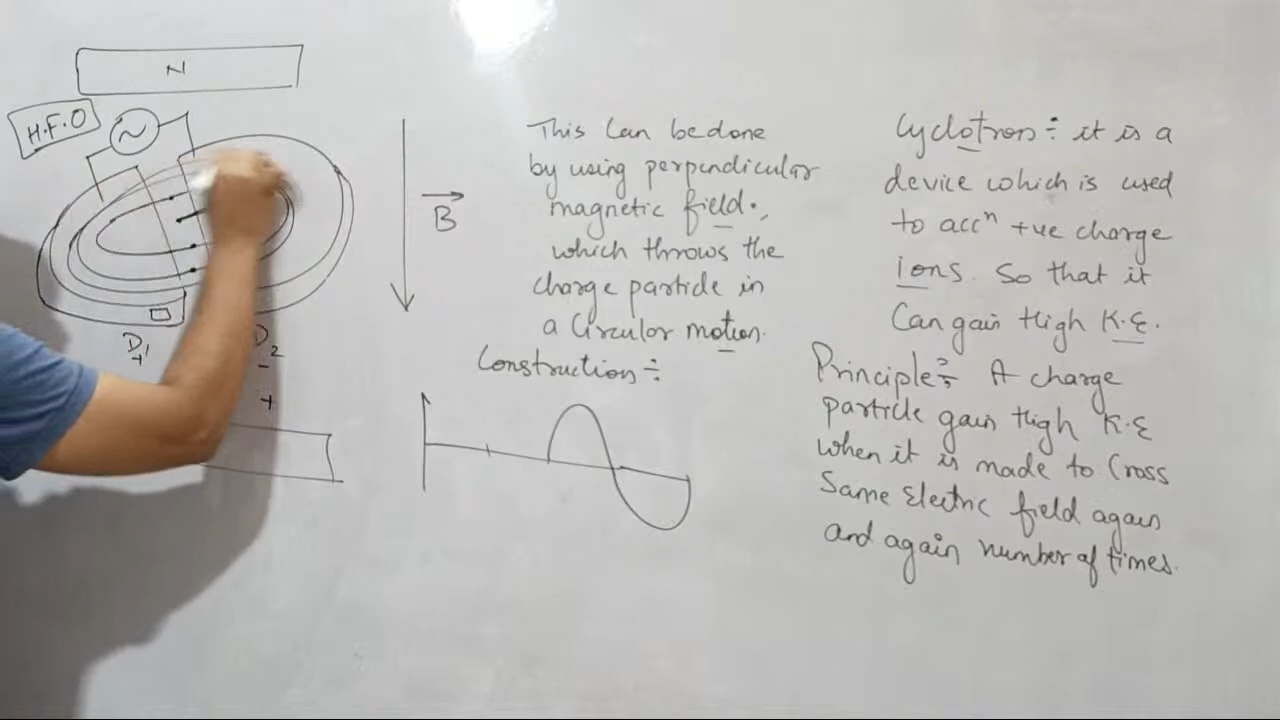 N
H.F.O
B
D1
+
D2
-
+
This Can be done
by using perpendicular
magnetic field.,
which throws the
charge particle in
a Circular motion.
Construction÷
Cyclotron÷ it is a
device which is used
to accⁿ +ve charge
ions. So that it
Can gain High K.E.
Principle÷ A charge
particle gain High K.E
when it is made to Cross
Same Electric field again
and again number of times.